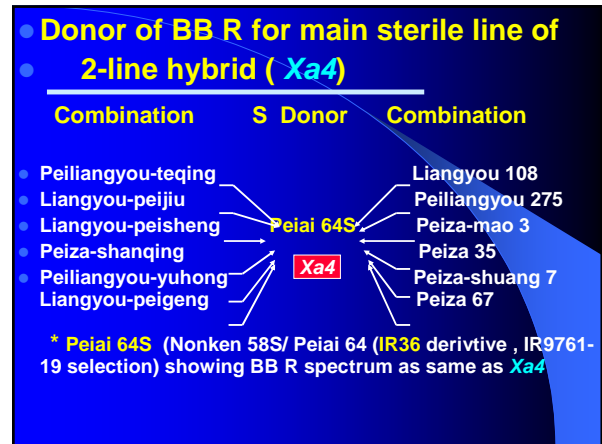 Donor of BB R for main sterile line of
2-line hybrid ( Xa4)
Combination S Donor Combination
Peiliangyou-teqing Liangyou 108
Liangyou-peijiu Peiliangyou 275
Liangyou-peisheng Peiai 64S Peiza-mao 3
Peiza-shanqing Peiza 35
Xa4
Peiliangyou-yuhong Peiza-shuang 7
Liangyou-peigeng Peiza 67
* Peiai 64S (Nonken 58S/ Peiai 64 (IR36 derivtive , IR9761-
19 selection) showing BB R spectrum as same as Xa4